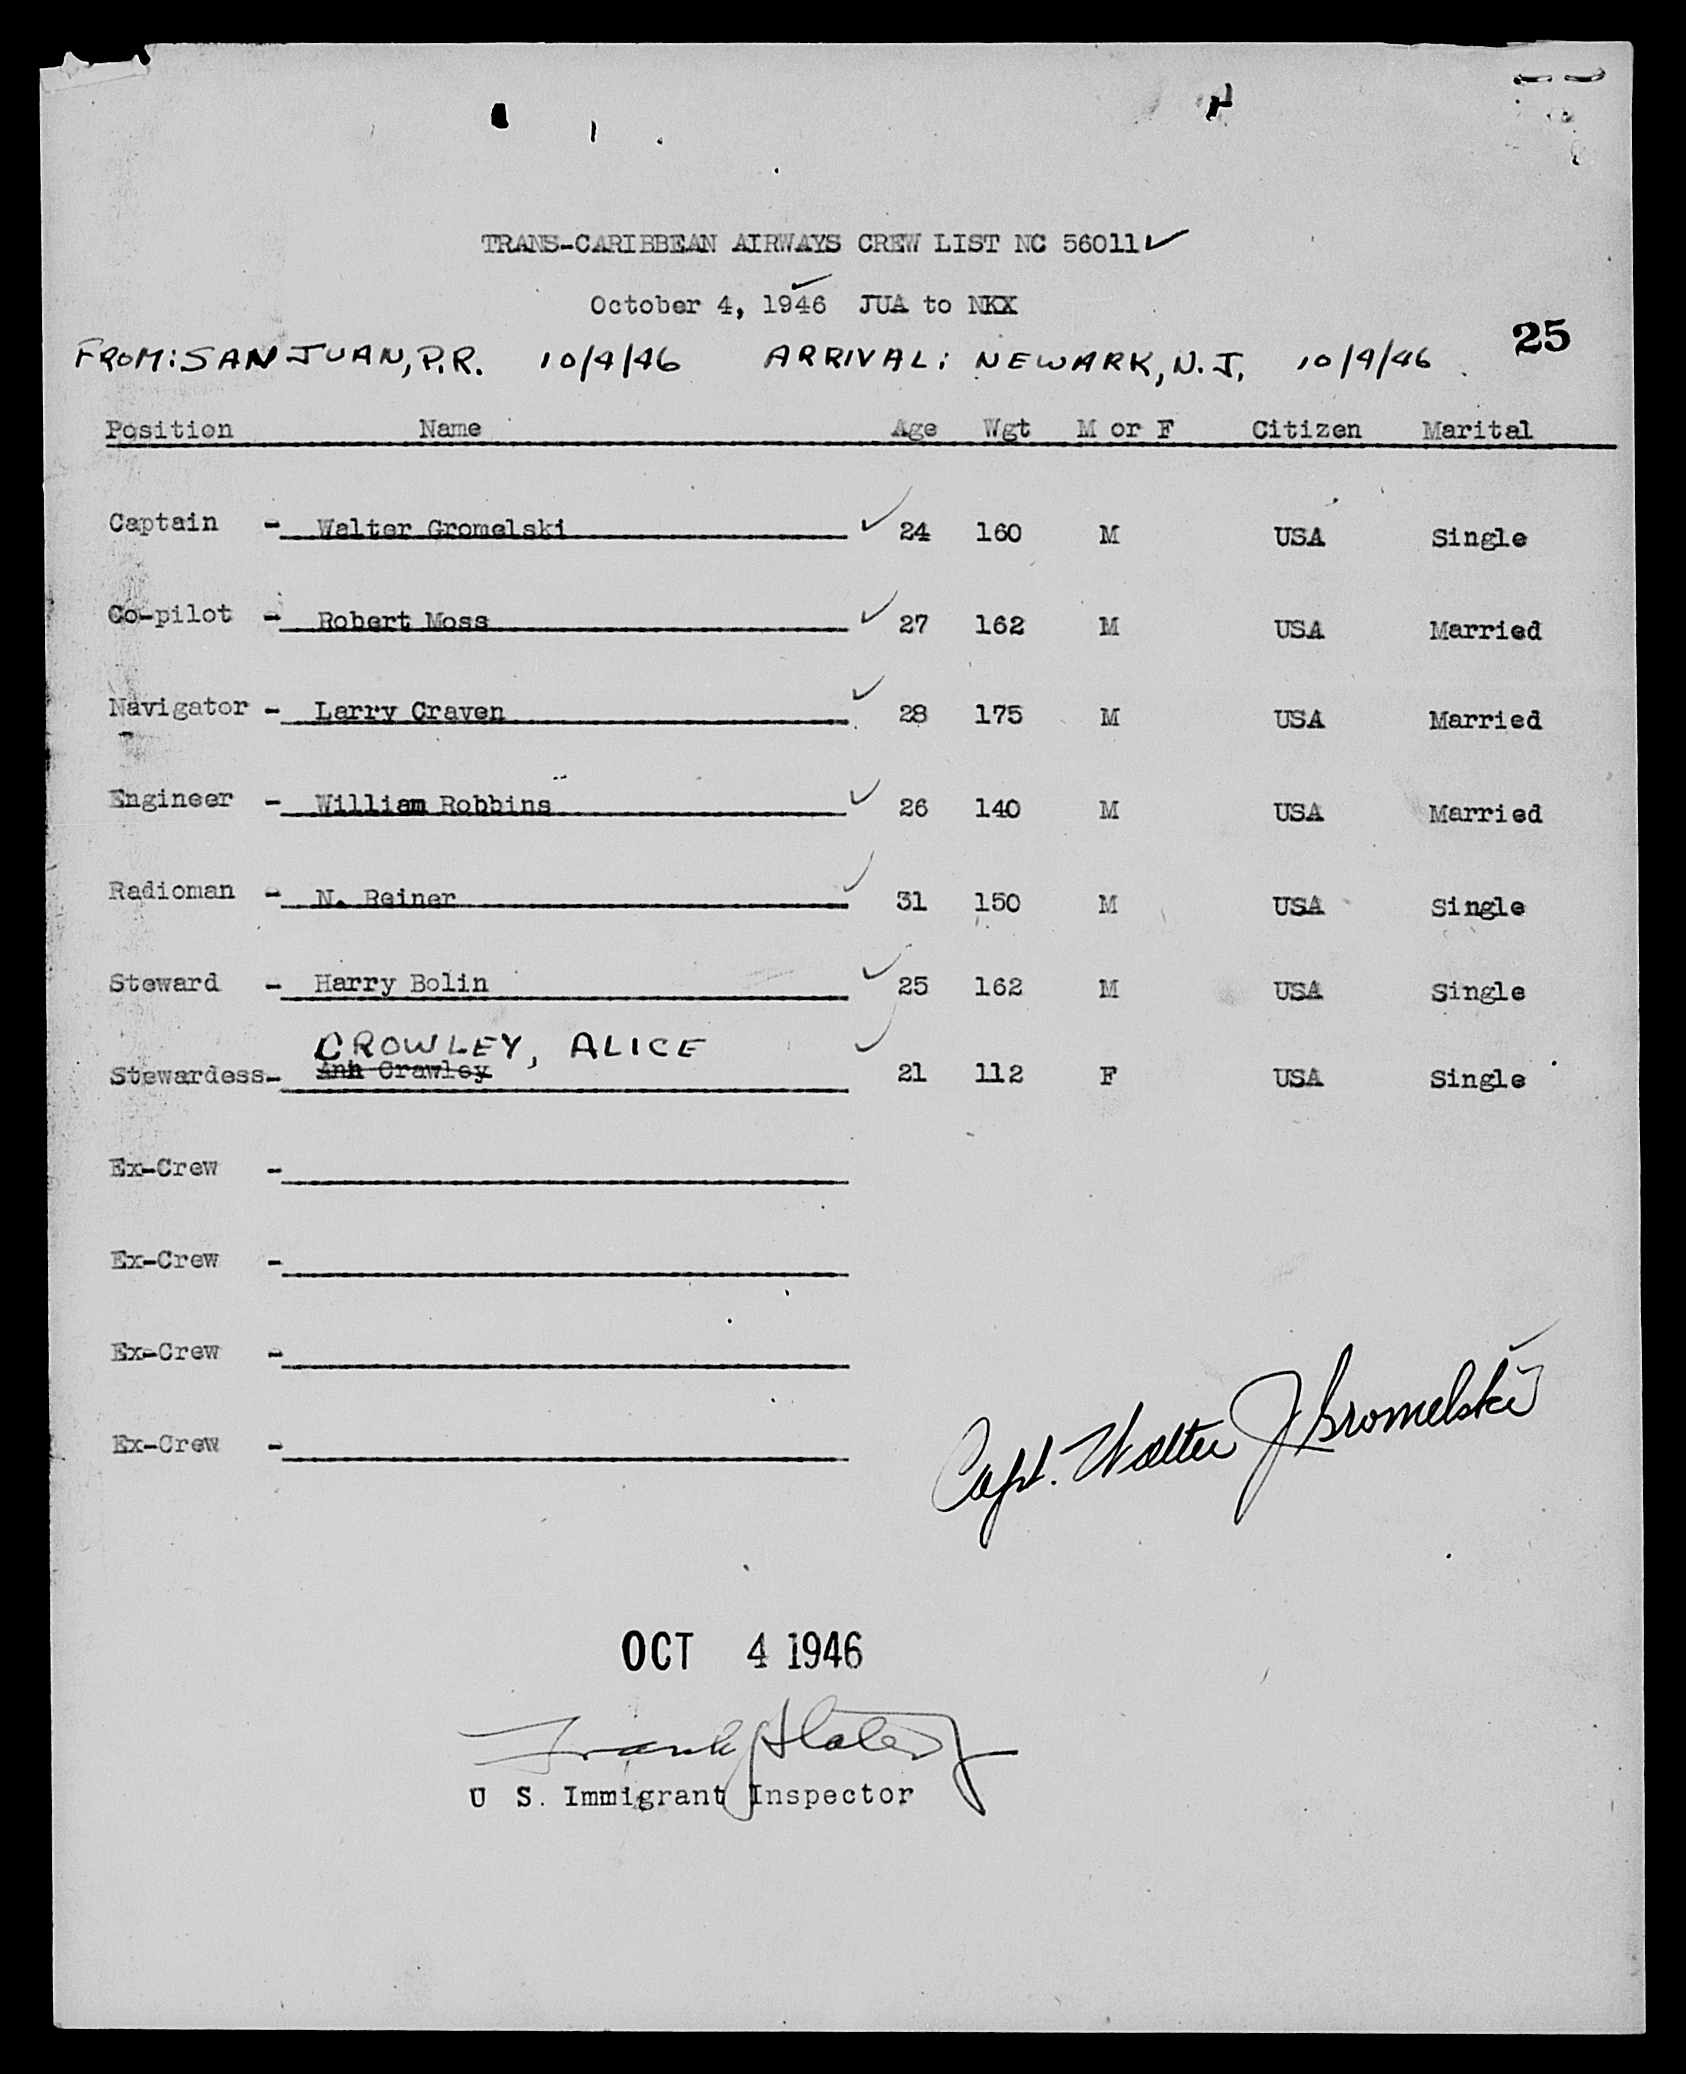 TRANS-CARIBBEAN AIRWAYS CREW LIST NC 56011
October 4, 1946 JUA to NKX
25
FROM: SAN JUAN, P.R. 10/4/46 ARRIVAL: NEWARK, N.J. 10/4/46
Position Name Age Wgt M or F Citizen Marital
Captain - Walter Gromelski 24 160 M USA Single
Co-pilot - Robert Moss 27 162 M USA Married
Navigator - Larry Craven 28 175 M USA Married
Engineer - William Robbins 26 140 M USA Married
Radioman - N. Reiner 31 150 M USA Single
Steward - Harry Bolin 25 162 M USA Single
CROWLEY, ALICE
Stewardess- Ann Crawley 21 112 F USA Single
Ex-Crew -
Ex-Crew -
Ex-Crew -
Ex-Crew -
Capt. Walter J Gromelski
OCT 4 1946
Frank
U S. Immigrant Inspector